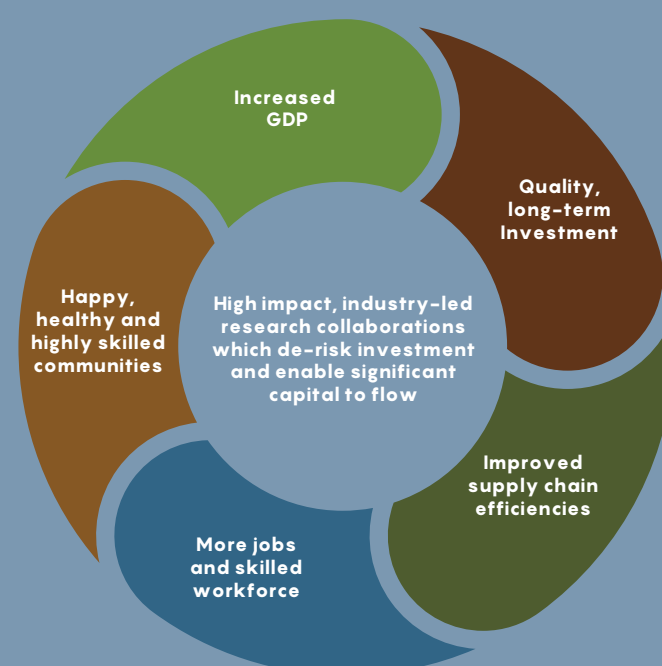 Increased
GDP
Quality,
long-term
Investment
High impact, industry-led
research collaborations
which de-risk investment
and enable significant
capital to flow
Happy,
healthy and
highly skilled
communities
Improved
supply chain
efficiencies
More jobs
and skilled
workforce